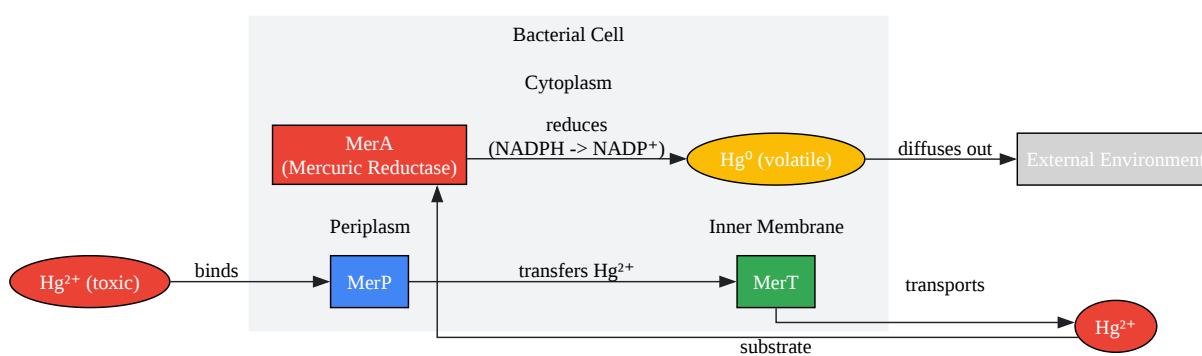 Bacterial Cell
Cytoplasm
MerA
(Mercuric Reductase)
reduces
(NADPH -> NADP⁺)
Hg⁰ (volatile)
diffuses out
External Environment
Periplasm
Inner Membrane
Hg²⁺ (toxic)
binds
MerP
transfers Hg²⁺
MerT
transports
Hg²⁺
substrate